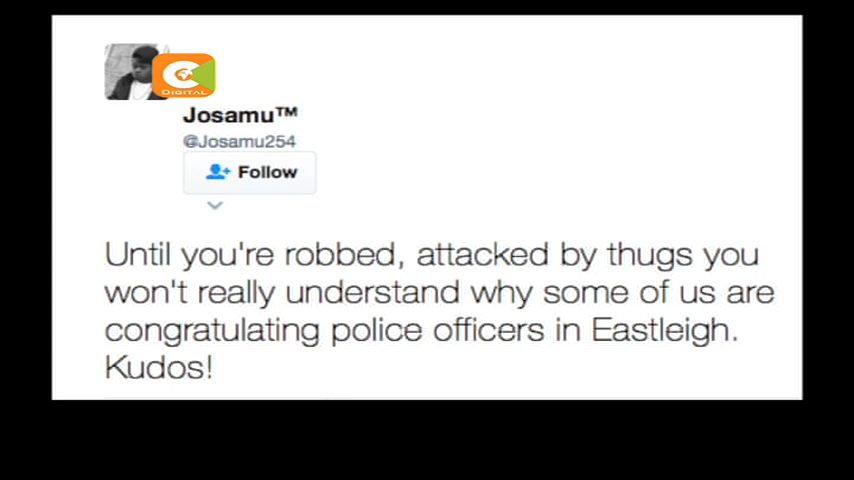 DIGITAL
Josamu™
@Josamu254
Follow
Until you're robbed, attacked by thugs you
won't really understand why some of us are
congratulating police officers in Eastleigh.
Kudos!